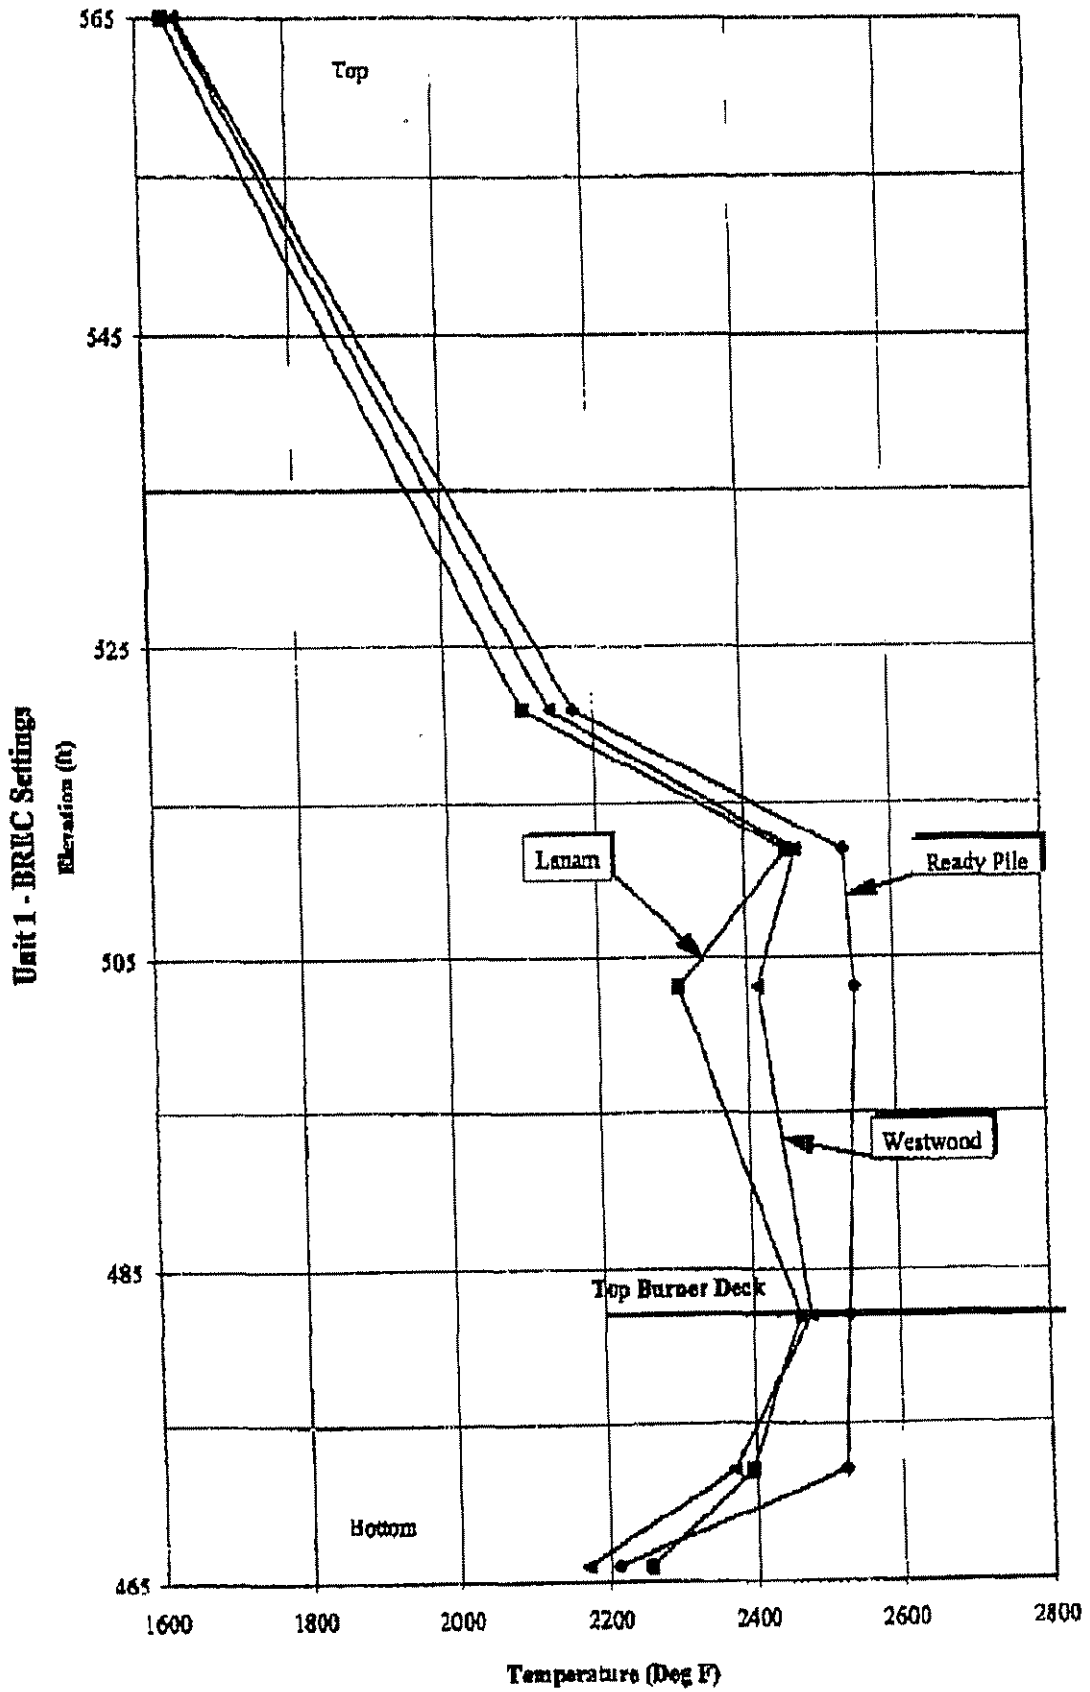 565
Top
545
525
Unit 1 - BREC Settings
Elevation (ft)
Lanam
Ready Pile
505
Westwood
485
Top Burner Deck
Bottom
465
1600
1800
2000
2200
2400
2600
2800
Temperature (Deg F)